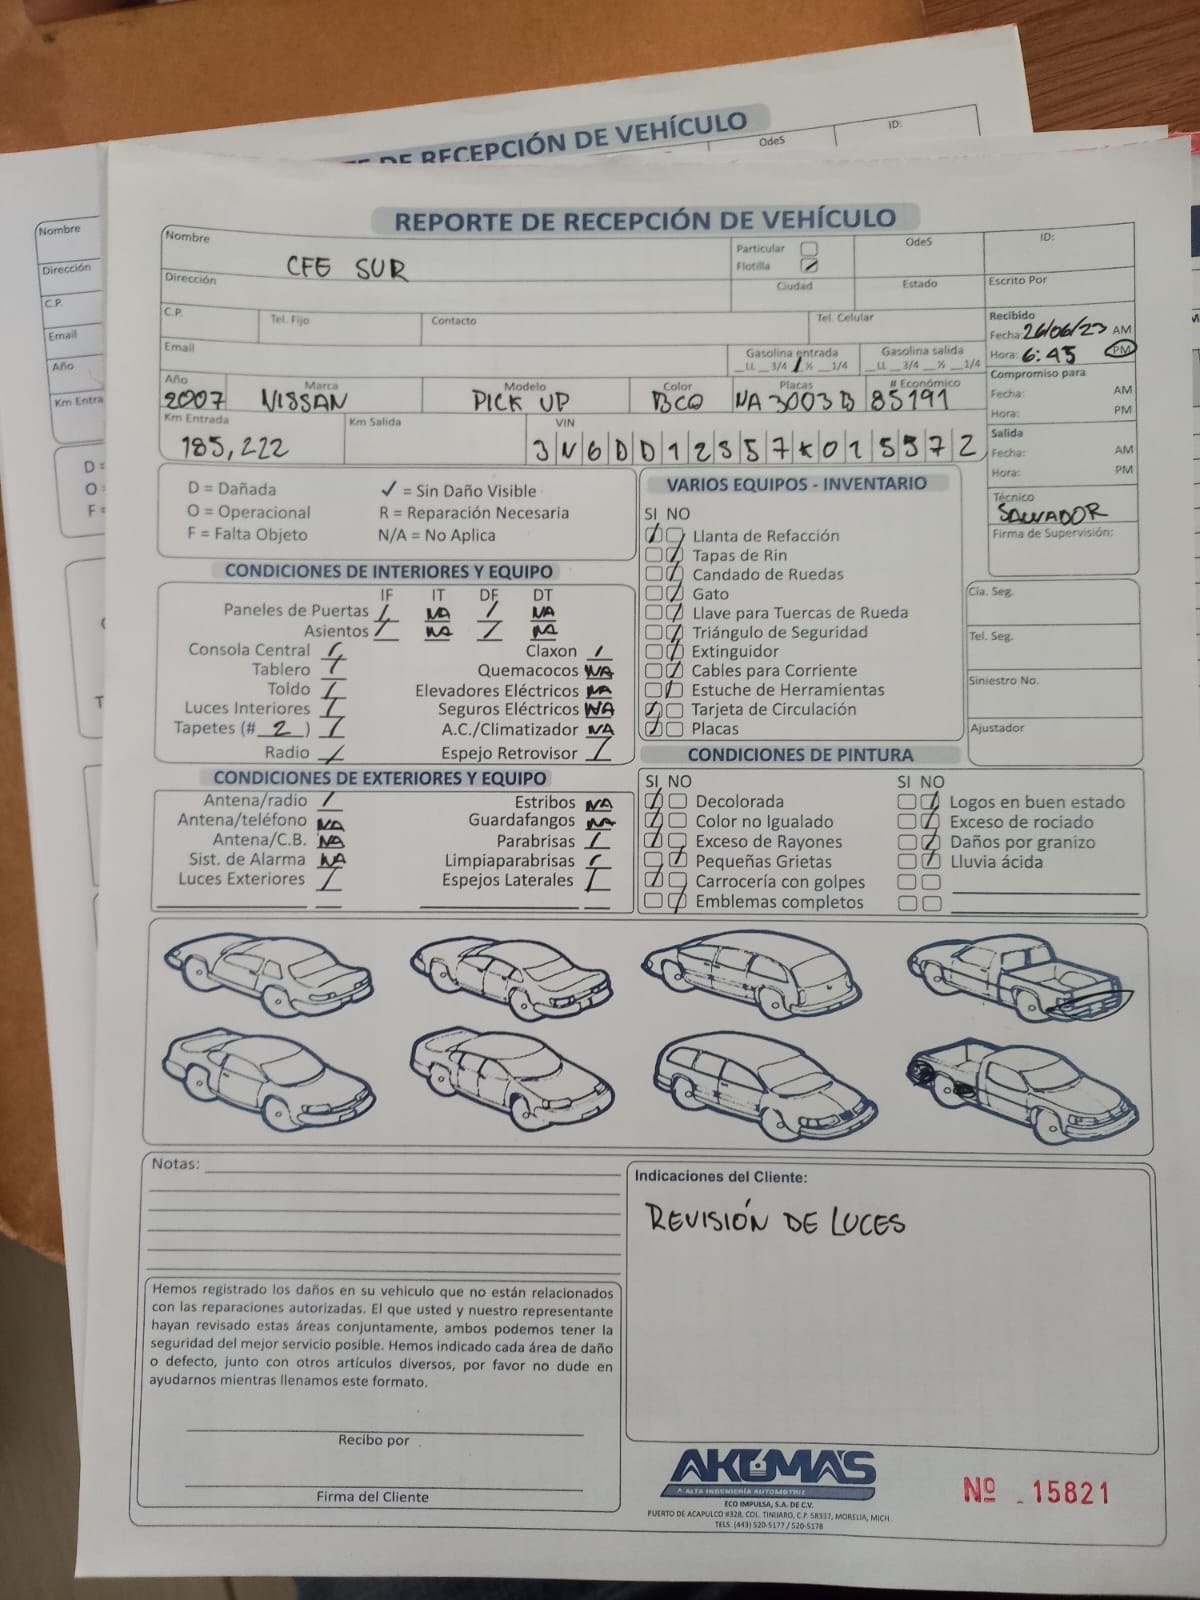 RECEPCIÓN DE VEHÍCULO
OdeS
ID:
Nombre
Dirección
C.P.
Email
Año
Km Entra
D =
O =
F =
REPORTE DE RECEPCIÓN DE VEHÍCULO
Nombre CFE SUR
Particular
Flotilla
OdeS
ID:
Dirección
Ciudad
Estado
Escrito Por
C.P.
Tel. Fijo
Contacto
Tel. Celular
Recibido
Fecha: 26/06/23 AM
Hora: 6:45 PM
Email
Gasolina entrada
__LL __3/4 __½ __1/4
Gasolina salida
__LL __3/4 __½ __1/4
Compromiso para
Fecha: AM
Hora: PM
Año Marca Modelo Color Placas # Económico
2007 NISSAN PICK UP BCO NA3003B 85191
Km Entrada Km Salida VIN
185,222 3N6DD12S57K015572
Salida
Fecha: AM
Hora: PM
Técnico
SALVADOR
Firma de Supervisión:
D = Dañada ✓ = Sin Daño Visible
O = Operacional R = Reparación Necesaria
F = Falta Objeto N/A = No Aplica
CONDICIONES DE INTERIORES Y EQUIPO
IF IT DF DT
Paneles de Puertas / NA / NA
Asientos / NA / NA
Consola Central / Claxon /
Tablero / Quemacocos NA
Toldo / Elevadores Eléctricos NA
Luces Interiores / Seguros Eléctricos NA
Tapetes (# 2 ) / A.C./Climatizador NA
Radio / Espejo Retrovisor /
CONDICIONES DE EXTERIORES Y EQUIPO
Antena/radio / Estribos NA
Antena/teléfono NA Guardafangos NA
Antena/C.B. NA Parabrisas /
Sist. de Alarma NA Limpiaparabrisas /
Luces Exteriores / Espejos Laterales /
VARIOS EQUIPOS - INVENTARIO
SI NO
Llanta de Refacción
Tapas de Rin
Candado de Ruedas
Gato
Llave para Tuercas de Rueda
Triángulo de Seguridad
Extinguidor
Cables para Corriente
Estuche de Herramientas
Tarjeta de Circulación
Placas
Cia. Seg.
Tel. Seg.
Siniestro No.
Ajustador
CONDICIONES DE PINTURA
SI NO SI NO
Decolorada Logos en buen estado
Color no Igualado Exceso de rociado
Exceso de Rayones Daños por granizo
Pequeñas Grietas Lluvia ácida
Carrocería con golpes
Emblemas completos
Notas:
Indicaciones del Cliente:
REVISIÓN DE LUCES
Hemos registrado los daños en su vehiculo que no están relacionados
con las reparaciones autorizadas. El que usted y nuestro representante
hayan revisado estas áreas conjuntamente, ambos podemos tener la
seguridad del mejor servicio posible. Hemos indicado cada área de daño
o defecto, junto con otros artículos diversos, por favor no dude en
ayudarnos mientras llenamos este formato.
Recibo por
Firma del Cliente
AKOMA'S
ALTA INGENIERÍA AUTOMOTRIZ
ECO IMPULSA, S.A. DE C.V.
PUERTO DE ACAPULCO #328, COL. TINIJARO, C.P. 58337, MORELIA, MICH.
TELS. (443) 520-5177 / 520-5178
Nº 15821